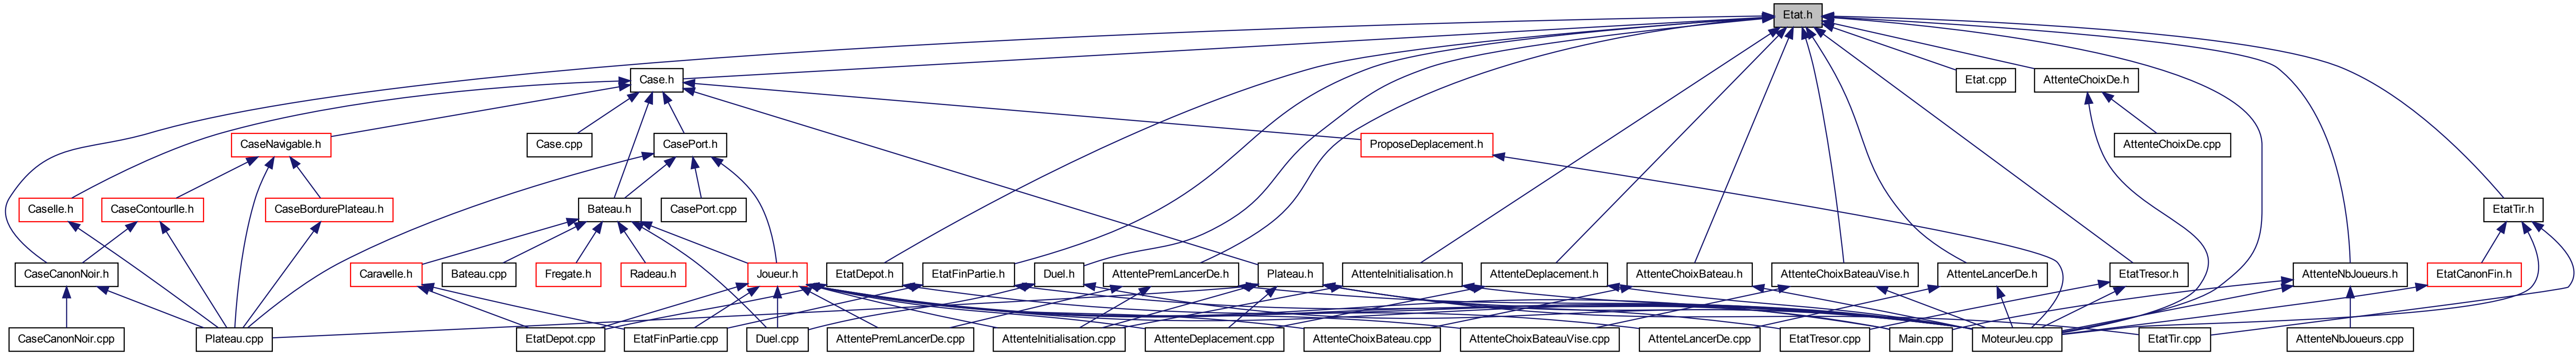 Etat.h
Case.h
Etat.cpp
AttenteChoixDe.h
CaseNavigable.h
Case.cpp
CasePort.h
ProposeDeplacement.h
AttenteChoixDe.cpp
CaseIle.h
CaseContourIle.h
CaseBordurePlateau.h
Bateau.h
CasePort.cpp
EtatTir.h
CaseCanonNoir.h
Caravelle.h
Bateau.cpp
Fregate.h
Radeau.h
Joueur.h
EtatDepot.h
EtatFinPartie.h
Duel.h
AttentePremLancerDe.h
Plateau.h
AttenteInitialisation.h
AttenteDeplacement.h
AttenteChoixBateau.h
AttenteChoixBateauVise.h
AttenteLancerDe.h
EtatTresor.h
AttenteNbJoueurs.h
EtatCanonFin.h
CaseCanonNoir.cpp
Plateau.cpp
EtatDepot.cpp
EtatFinPartie.cpp
Duel.cpp
AttentePremLancerDe.cpp
AttenteInitialisation.cpp
AttenteDeplacement.cpp
AttenteChoixBateau.cpp
AttenteChoixBateauVise.cpp
AttenteLancerDe.cpp
EtatTresor.cpp
Main.cpp
MoteurJeu.cpp
EtatTir.cpp
AttenteNbJoueurs.cpp